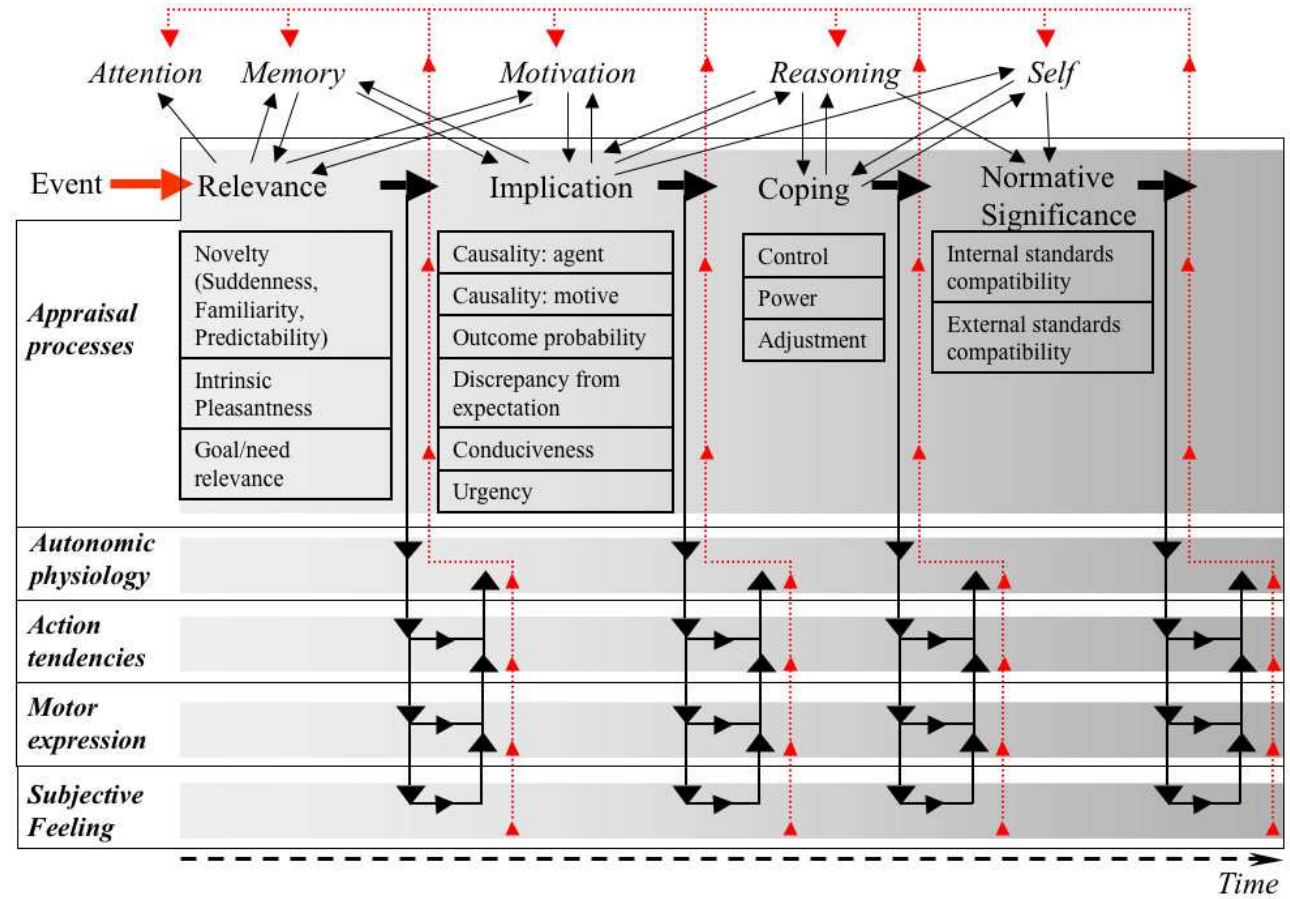 Attention Memory Motivation Reasoning Self
Event Relevance Implication Coping Normative
Significance
Appraisal
processes
Novelty
(Suddenness,
Familiarity,
Predictability)
Intrinsic
Pleasantness
Goal/need
relevance
Causality: agent
Causality: motive
Outcome probability
Discrepancy from
expectation
Conduciveness
Urgency
Control
Power
Adjustment
Internal standards
compatibility
External standards
compatibility
Autonomic
physiology
Action
tendencies
Motor
expression
Subjective
Feeling
Time